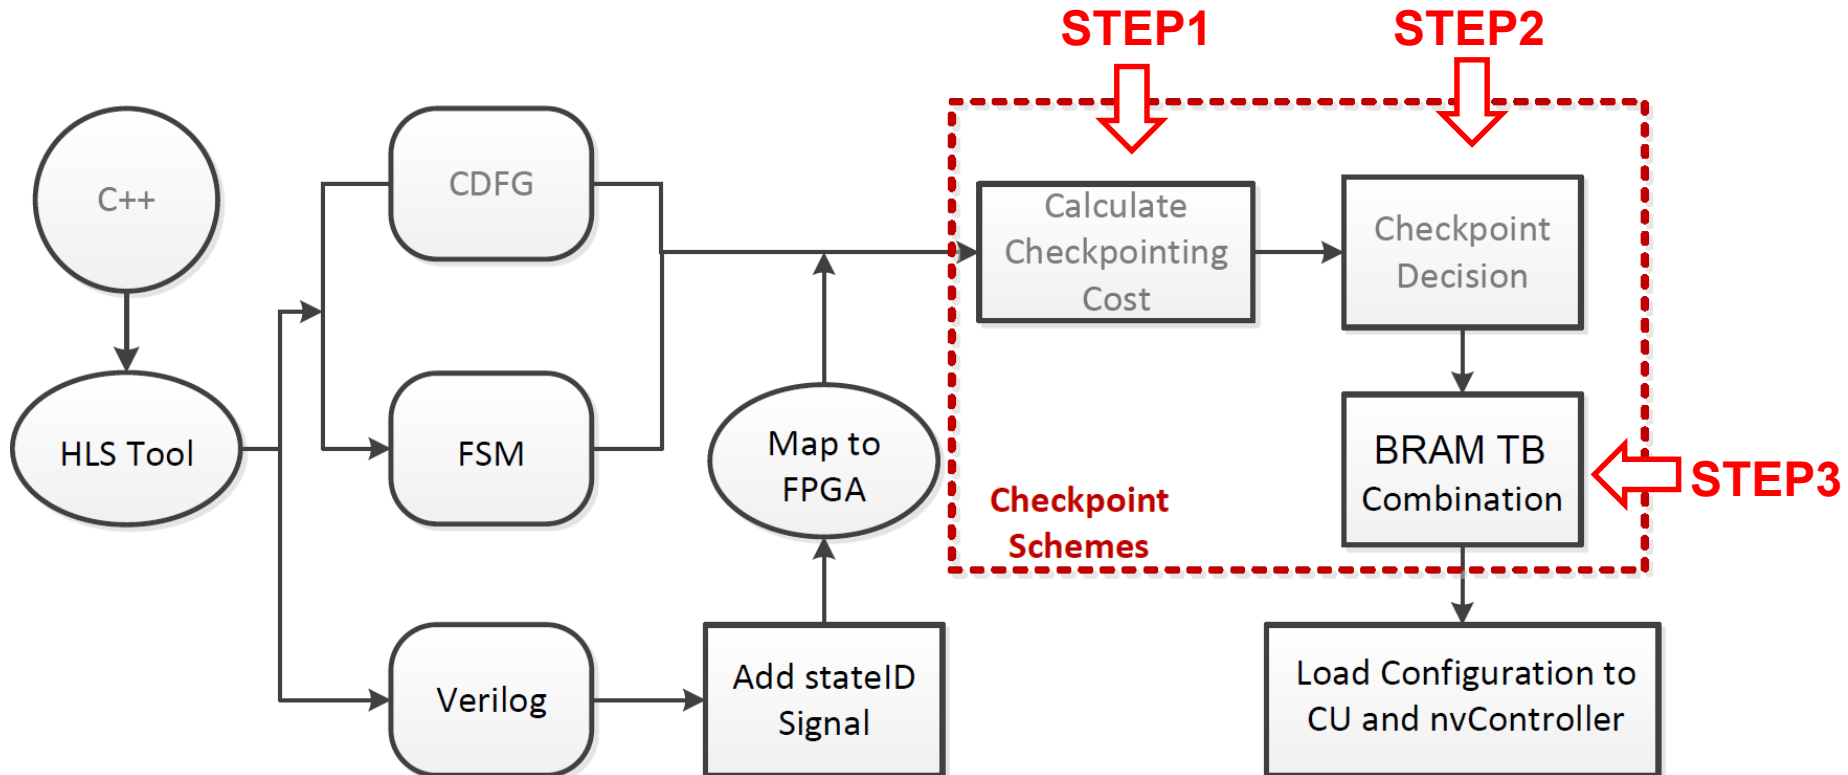 STEP1
STEP2
C++
CDFG
Calculate
Checkpointing
Cost
Checkpoint
Decision
HLS Tool
FSM
Map to
FPGA
BRAM TB
Combination
STEP3
Checkpoint
Schemes
Verilog
Add stateID
Signal
Load Configuration to
CU and nvController